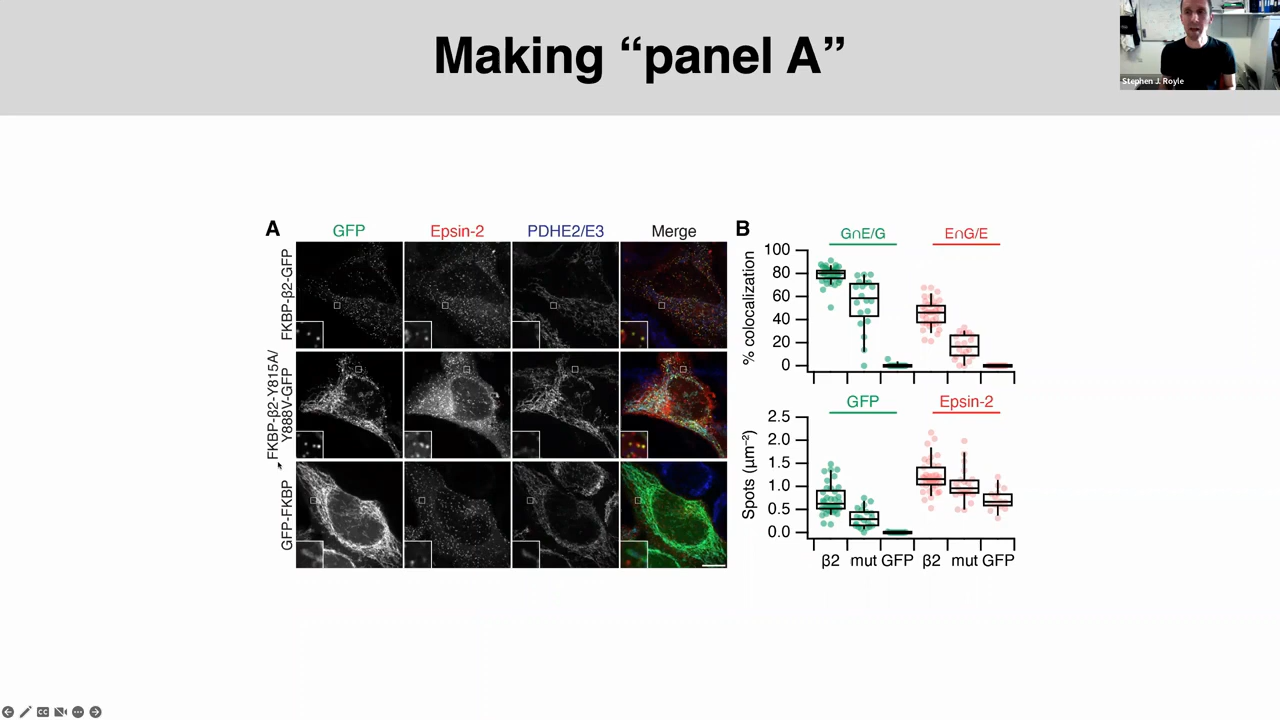 Making “panel A”
Stephen J. Royle
A
GFP
Epsin-2
PDHE2/E3
Merge
FKBP-β2-GFP
FKBP-β2-Y815A/
Y888V-GFP
GFP-FKBP
B
G∩E/G
E∩G/E
% colocalization
100
80
60
40
20
0
GFP
Epsin-2
Spots (μm⁻²)
2.5
2.0
1.5
1.0
0.5
0.0
β2 mut GFP β2 mut GFP
CC